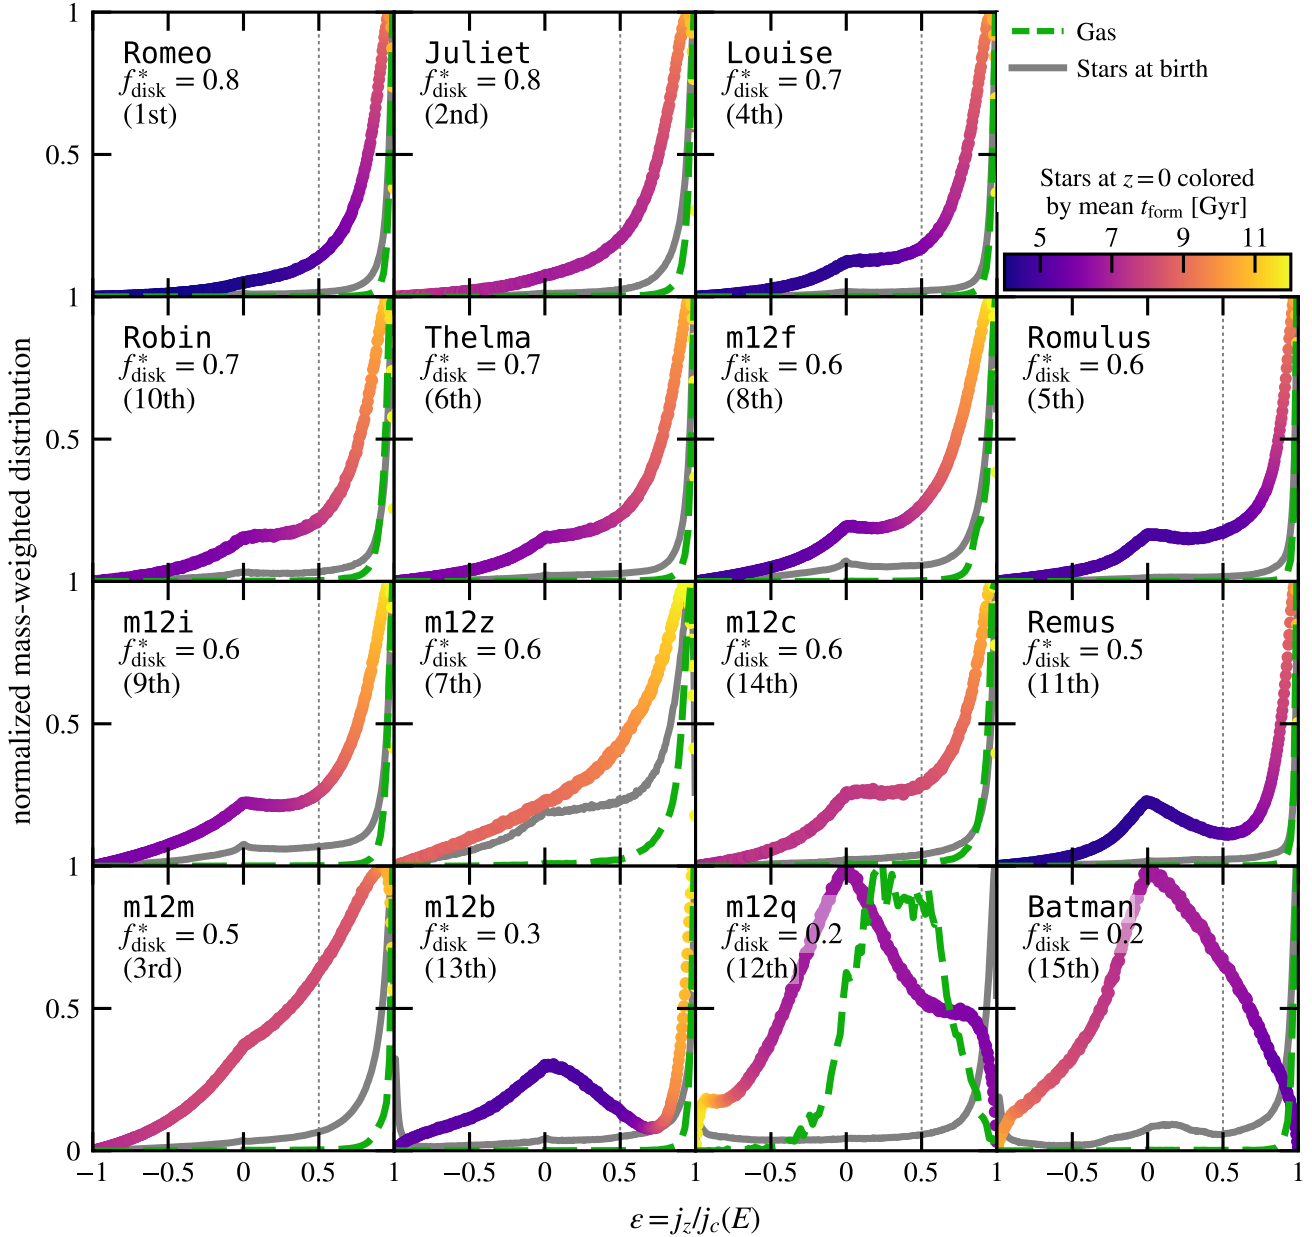 1
Romeo
f*disk = 0.8
(1st)
Juliet
f*disk = 0.8
(2nd)
Louise
f*disk = 0.7
(4th)
Gas
Stars at birth
0.5
Stars at z = 0 colored
by mean tform [Gyr]
5 7 9 11
1
Robin
f*disk = 0.7
(10th)
Thelma
f*disk = 0.7
(6th)
m12f
f*disk = 0.6
(8th)
Romulus
f*disk = 0.6
(5th)
0.5
normalized mass-weighted distribution
1
m12i
f*disk = 0.6
(9th)
m12z
f*disk = 0.6
(7th)
m12c
f*disk = 0.6
(14th)
Remus
f*disk = 0.5
(11th)
0.5
1
m12m
f*disk = 0.5
(3rd)
m12b
f*disk = 0.3
(13th)
m12q
f*disk = 0.2
(12th)
Batman
f*disk = 0.2
(15th)
0.5
0
−1 −0.5 0 0.5 1 −0.5 0 0.5 1 −0.5 0 0.5 1 −0.5 0 0.5 1
ε = jz/jc(E)